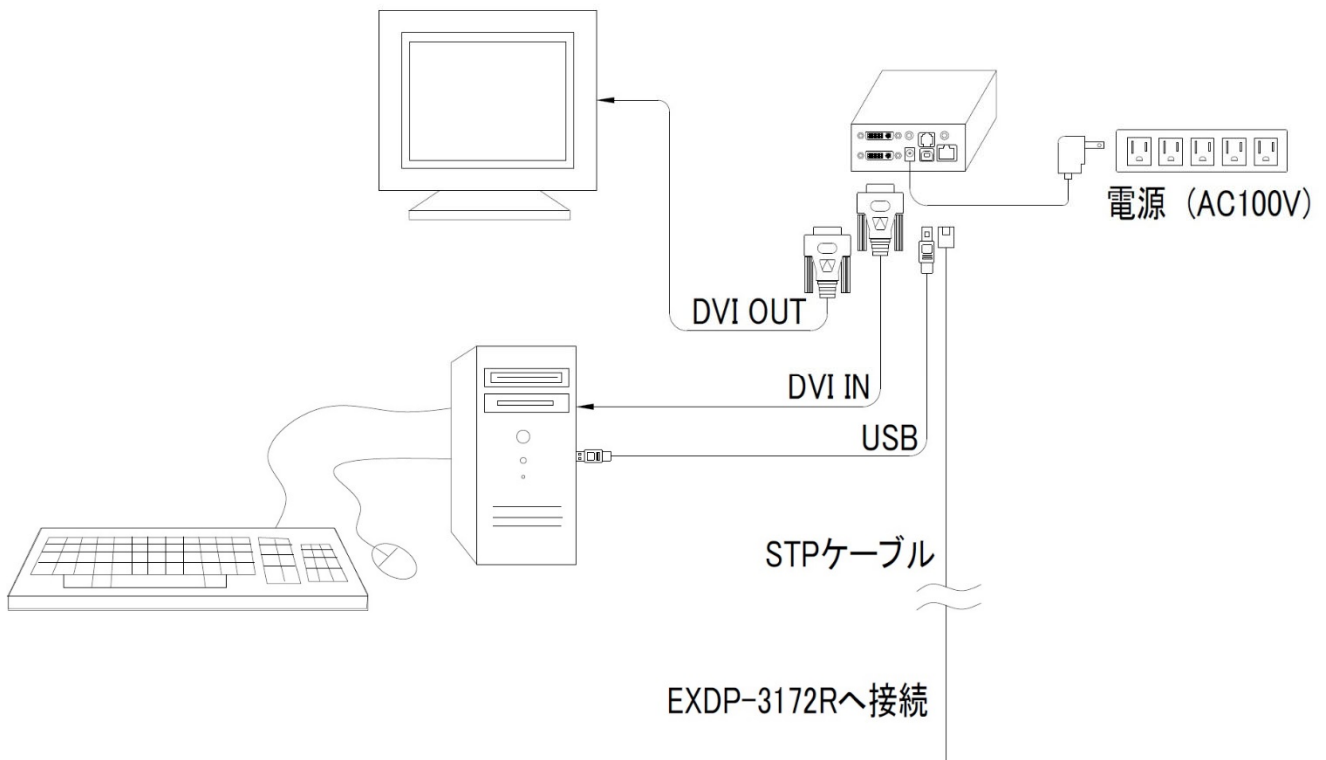 電源 (AC100V)
DVI OUT
DVI IN
USB
STPケーブル
EXDP-3172Rへ接続